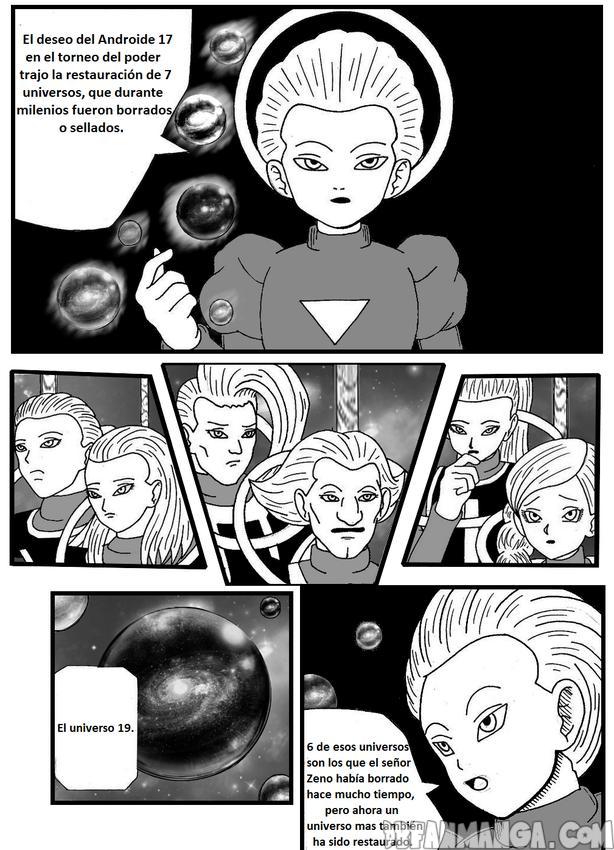 El deseo del Androide 17
en el torneo del poder
trajo la restauración de 7
universos, que durante
milenios fueron borrados
o sellados.
El universo 19.
6 de esos universos
son los que el señor
Zeno había borrado
hace mucho tiempo,
pero ahora un
universo mas también
ha sido restaurado.
DBFANMANGA.COM